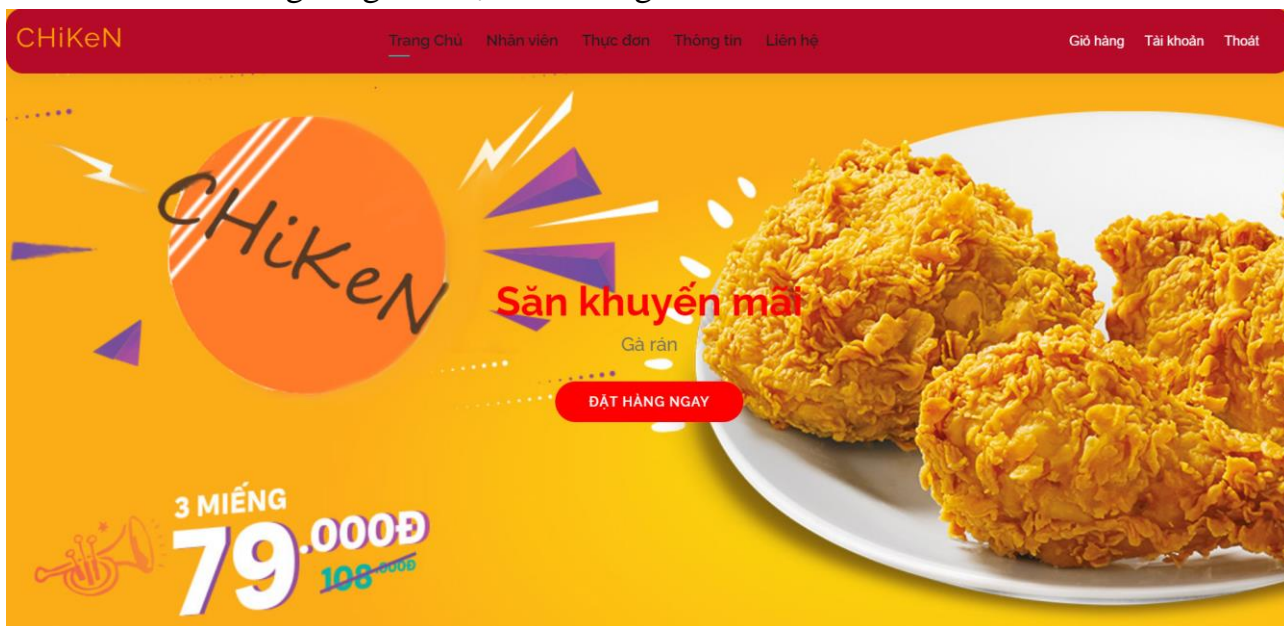 CHiKeN
Trang Chủ Nhân viên Thực đơn Thông tin Liên hệ
Giỏ hàng Tài khoản Thoát
CHiKeN
Săn khuyến mãi
Gà rán
ĐẶT HÀNG NGAY
3 MIẾNG
79.000Đ
108.000Đ